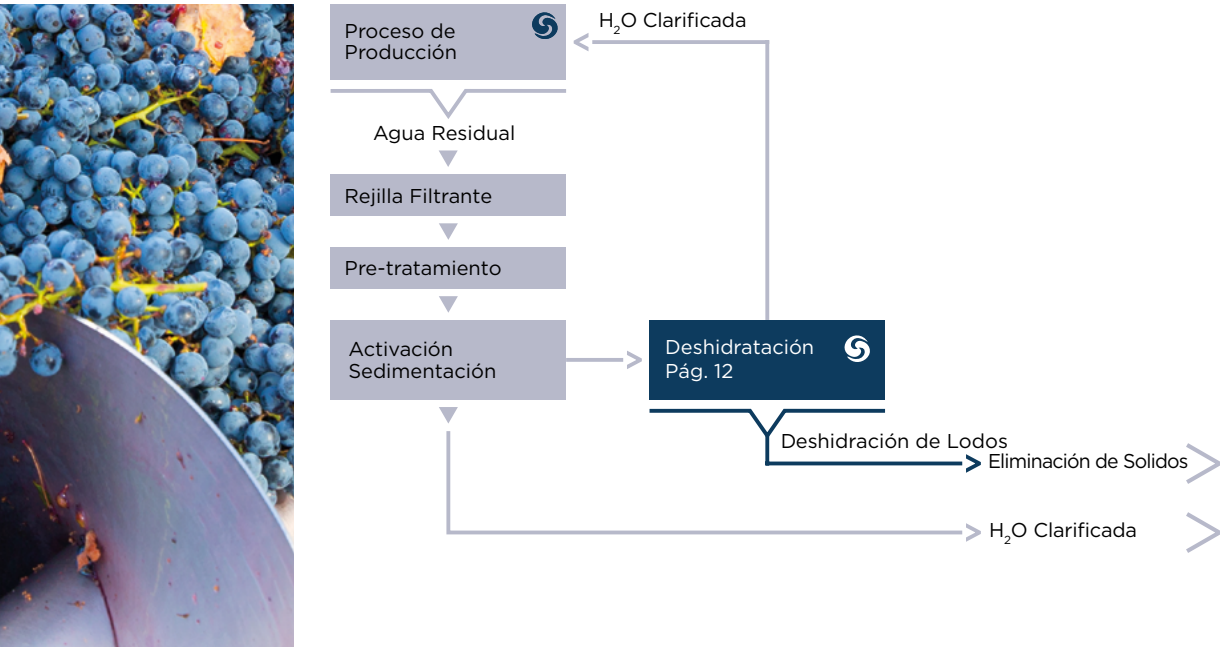 Proceso de
Producción
H₂O Clarificada
Agua Residual
Rejilla Filtrante
Pre-tratamiento
Activación
Sedimentación
Deshidratación
Pág. 12
Deshidración de Lodos
Eliminación de Solidos
H₂O Clarificada